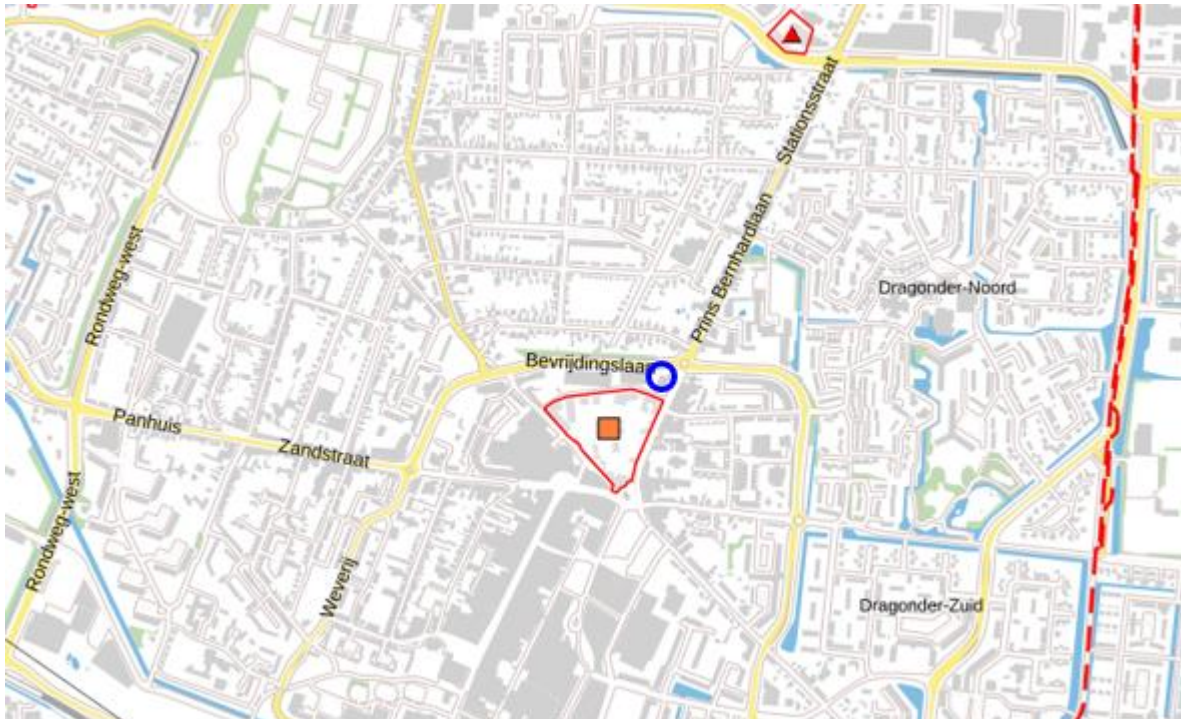 Stationsstraat
Prins Bernhardlaan
Rondweg-west
Dragonder-Noord
Bevrijdingslaan
Panhuis
Zandstraat
Rondweg-west
Weverij
Dragonder-Zuid